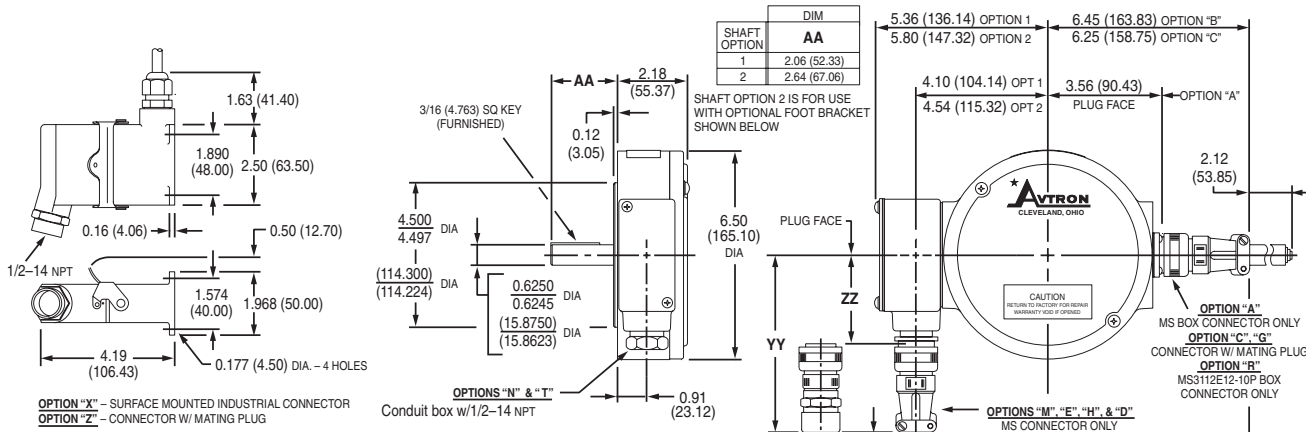 1.63 (41.40)
1.890
(48.00)
2.50 (63.50)
0.16 (4.06)
0.50 (12.70)
1/2–14 NPT
1.574
(40.00)
1.968 (50.00)
4.19
(106.43)
0.177 (4.50) DIA. – 4 HOLES
OPTION "X" – SURFACE MOUNTED INDUSTRIAL CONNECTOR
OPTION "Z" – CONNECTOR W/ MATING PLUG
DIM
SHAFT OPTION AA
1 2.06 (52.33)
2 2.64 (67.06)
SHAFT OPTION 2 IS FOR USE
WITH OPTIONAL FOOT BRACKET
SHOWN BELOW
AA
2.18
(55.37)
3/16 (4.763) SQ KEY
(FURNISHED)
0.12
(3.05)
4.500
4.497 DIA
(114.300)
(114.224) DIA
0.6250
0.6245 DIA
(15.8750)
(15.8623) DIA
6.50
(165.10)
DIA
OPTIONS "N" & "T"
Conduit box w/1/2–14 NPT
0.91
(23.12)
5.36 (136.14) OPTION 1
5.80 (147.32) OPTION 2
6.45 (163.83) OPTION "B"
6.25 (158.75) OPTION "C"
4.10 (104.14) OPT 1
4.54 (115.32) OPT 2
3.56 (90.43)
PLUG FACE
OPTION "A"
2.12
(53.85)
AVTRON
CLEVELAND, OHIO
PLUG FACE
ZZ
YY
CAUTION
RETURN TO FACTORY FOR REPAIR
WARRANTY VOID IF OPENED
OPTION "A"
MS BOX CONNECTOR ONLY
OPTION "C", "G"
CONNECTOR W/ MATING PLUG
OPTION "R"
MS3112E12-10P BOX
CONNECTOR ONLY
OPTIONS "M", "E", "H", & "D"
MS CONNECTOR ONLY